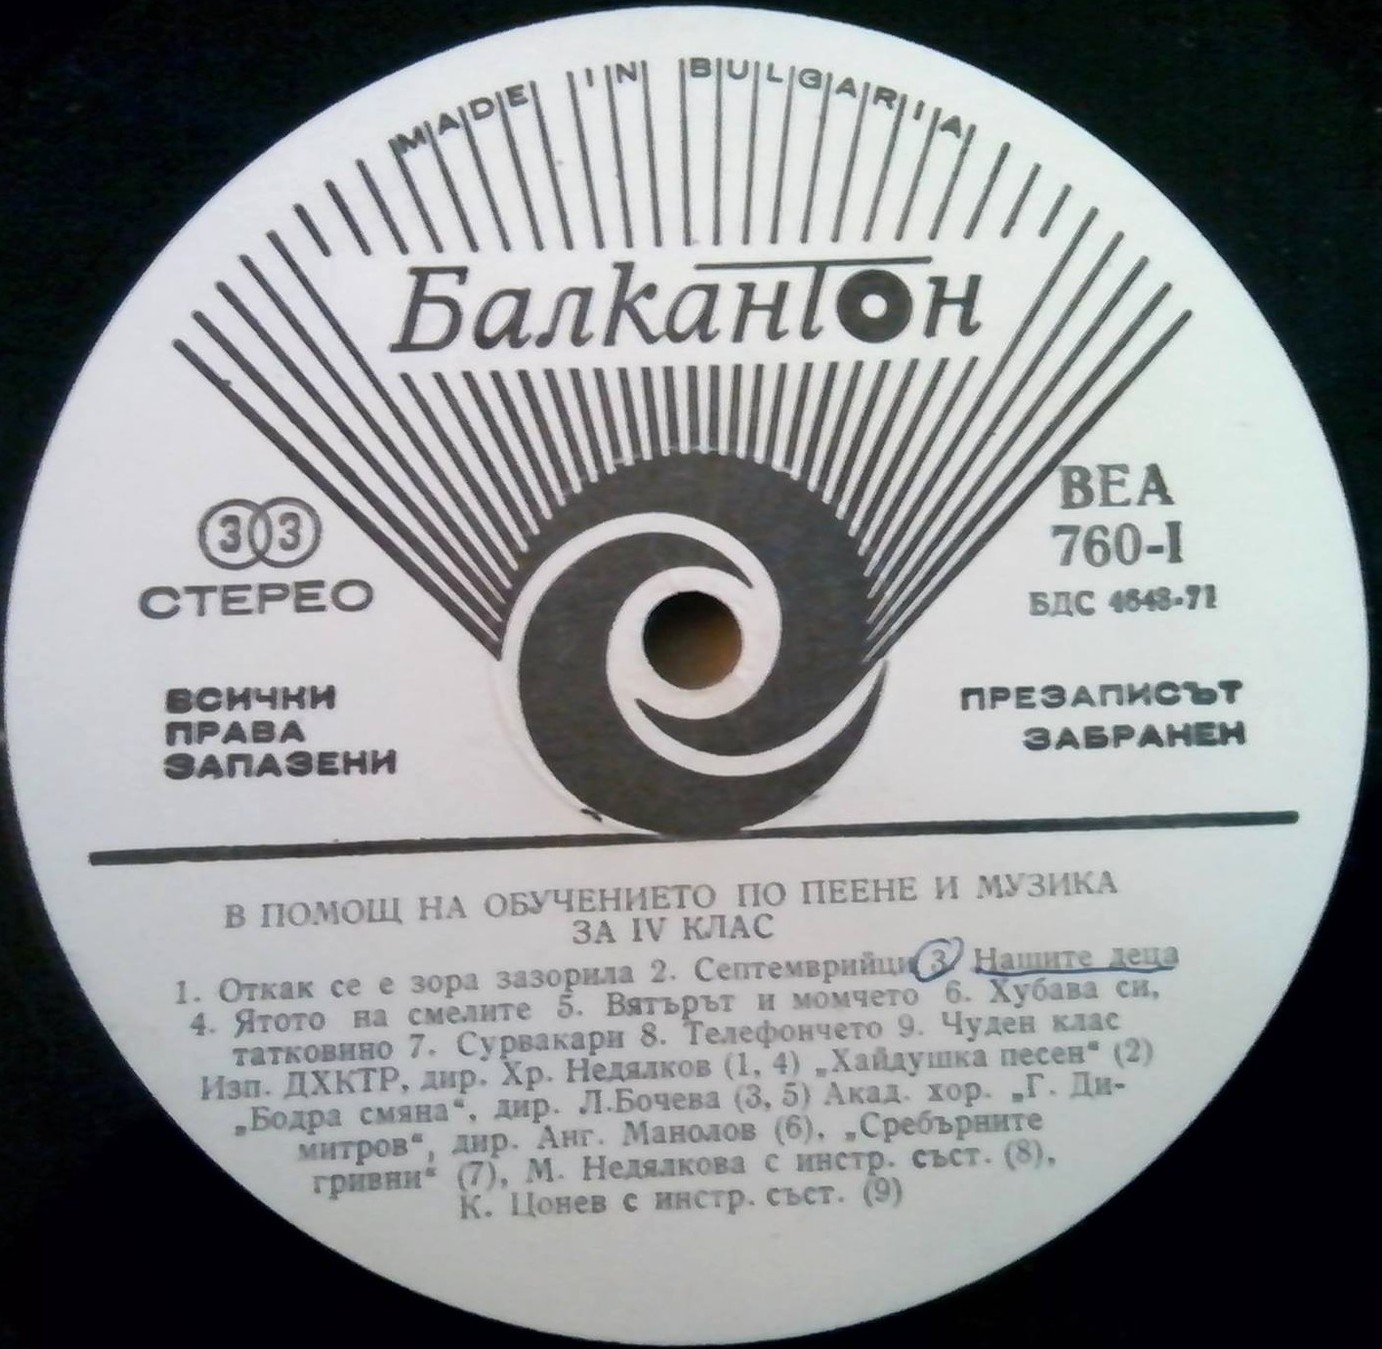 MADE IN BULGARIA
Балкантон
33
СТЕРЕО
ВСИЧКИ
ПРАВА
ЗАПАЗЕНИ
ВЕА
760-I
БДС 4648-71
ПРЕЗАПИСЪТ
ЗАБРАНЕН
В ПОМОЩ НА ОБУЧЕНИЕТО ПО ПЕЕНЕ И МУЗИКА
ЗА IV КЛАС
1. Откак се е зора зазорила 2. Септемврийци 3 Нашите деца
4. Ятото на смелите 5. Вятърът и момчето 6. Хубава си,
татковино 7. Сурвакари 8. Телефончето 9. Чуден клас
Изп. ДХКТР, дир. Хр. Недялков (1, 4) „Хайдушка песен“ (2)
„Бодра смяна“, дир. Л.Бочева (3, 5) Акад. хор. „Г. Ди-
митров“, дир. Анг. Манолов (6), „Сребърните
гривни“ (7), М. Недялкова с инстр. съст. (8),
К. Цонев с инстр. съст. (9)